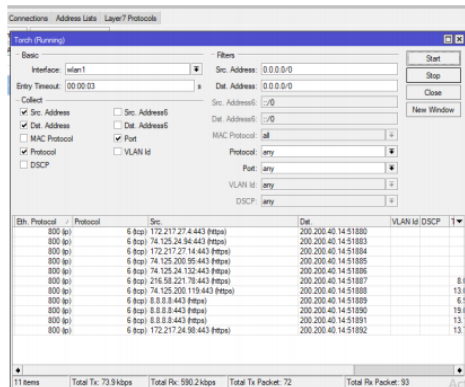 Connections Address Lists Layer7 Protocols
Torch (Running)
Basic
Interface: wlan1
Entry Timeout: 00:00:03 s
Collect
Src. Address Src. Address6
Dst. Address Dst. Address6
MAC Protocol Port
Protocol VLAN Id
DSCP
Filters
Src. Address: 0.0.0.0/0
Dst. Address: 0.0.0.0/0
Src. Address6: ::/0
Dst. Address6: ::/0
MAC Protocol: all
Protocol: any
Port: any
VLAN Id: any
DSCP: any
Start
Stop
Close
New Window
Eth. Protocol Protocol Src. Dst. VLAN Id DSCP
800 (ip) 6 (tcp) 172.217.27.4:443 (https) 200.200.40.14:51880
800 (ip) 6 (tcp) 74.125.24.94:443 (https) 200.200.40.14:51883
800 (ip) 6 (tcp) 172.217.27.14:443 (https) 200.200.40.14:51884
800 (ip) 6 (tcp) 74.125.200.95:443 (https) 200.200.40.14:51885
800 (ip) 6 (tcp) 74.125.24.132:443 (https) 200.200.40.14:51886
800 (ip) 6 (tcp) 216.58.221.78:443 (https) 200.200.40.14:51887
800 (ip) 6 (tcp) 74.125.200.119:443 (https) 200.200.40.14:51888
800 (ip) 6 (tcp) 8.8.8.8:443 (https) 200.200.40.14:51889
800 (ip) 6 (tcp) 8.8.8.8:443 (https) 200.200.40.14:51890
800 (ip) 6 (tcp) 8.8.8.8:443 (https) 200.200.40.14:51891
800 (ip) 6 (tcp) 172.217.24.98:443 (https) 200.200.40.14:51892
11 items Total Tx: 73.9 kbps Total Rx: 590.2 kbps Total Tx Packet: 72 Total Rx Packet: 93